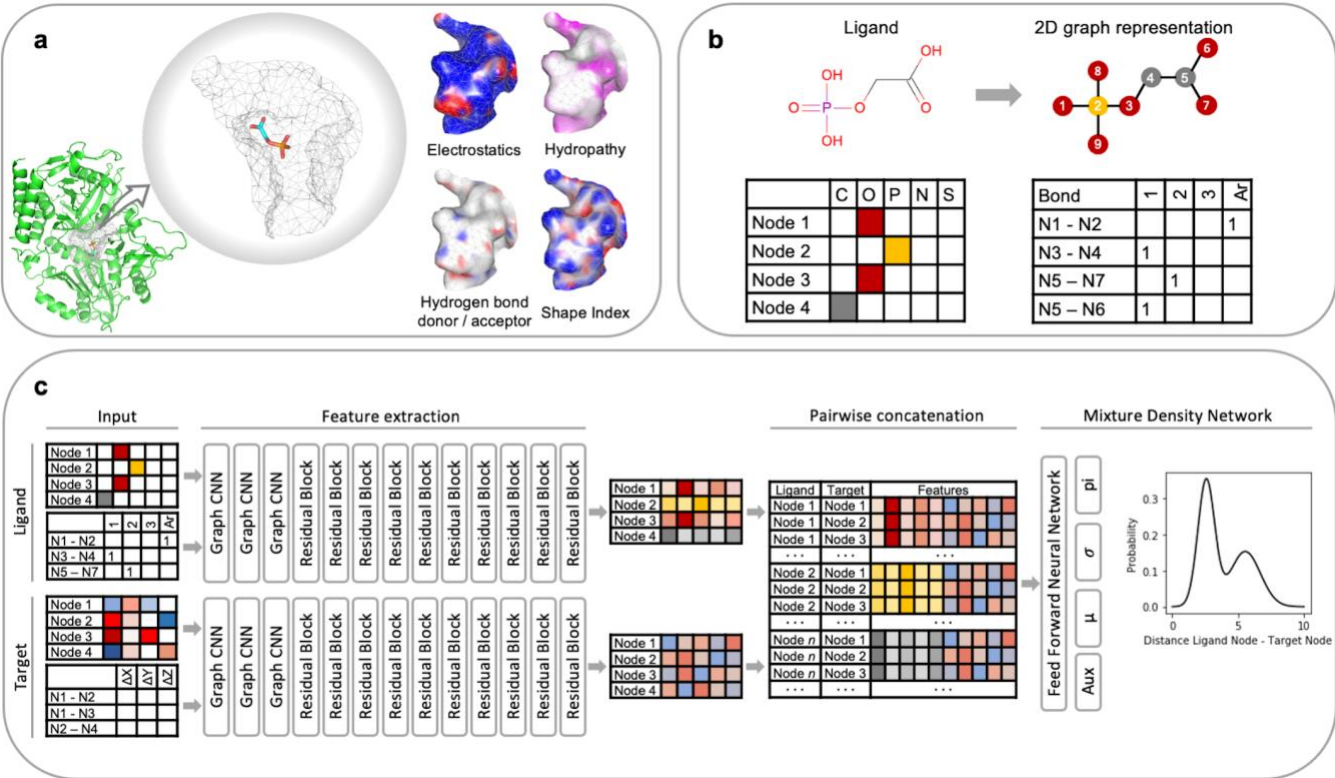 a
Electrostatics
Hydropathy
Hydrogen bond
donor / acceptor
Shape Index
b
Ligand
2D graph representation
OH
OH
O
P
O
O
OH
6
8
4
5
1
2
3
7
9
C O P N S
Node 1
Node 2
Node 3
Node 4
Bond 1 2 3 Ar
N1 - N2 1
N3 - N4 1
N5 – N7 1
N5 – N6 1
c
Input
Feature extraction
Pairwise concatenation
Mixture Density Network
Ligand
Node 1
Node 2
Node 3
Node 4
1 2 3 Ar
N1 – N2 1
N3 - N4 1
N5 – N7 1
Graph CNN
Graph CNN
Graph CNN
Residual Block
Residual Block
Residual Block
Residual Block
Residual Block
Residual Block
Residual Block
Residual Block
Residual Block
Residual Block
Node 1
Node 2
Node 3
Node 4
Target
Node 1
Node 2
Node 3
Node 4
ΔX ΔY ΔZ
N1 - N2
N1 - N3
N2 – N4
Graph CNN
Graph CNN
Graph CNN
Residual Block
Residual Block
Residual Block
Residual Block
Residual Block
Residual Block
Residual Block
Residual Block
Residual Block
Residual Block
Node 1
Node 2
Node 3
Node 4
Ligand Target Features
Node 1 Node 1
Node 1 Node 2
Node 1 Node 3
... ... ...
Node 2 Node 1
Node 2 Node 2
Node 2 Node 3
... ... ...
Node n Node 1
Node n Node 2
Node n Node 3
... ... ...
Feed Forward Neural Network
pi
σ
μ
Aux
Probability
0.3
0.2
0.1
0.0
0 5 10
Distance Ligand Node - Target Node